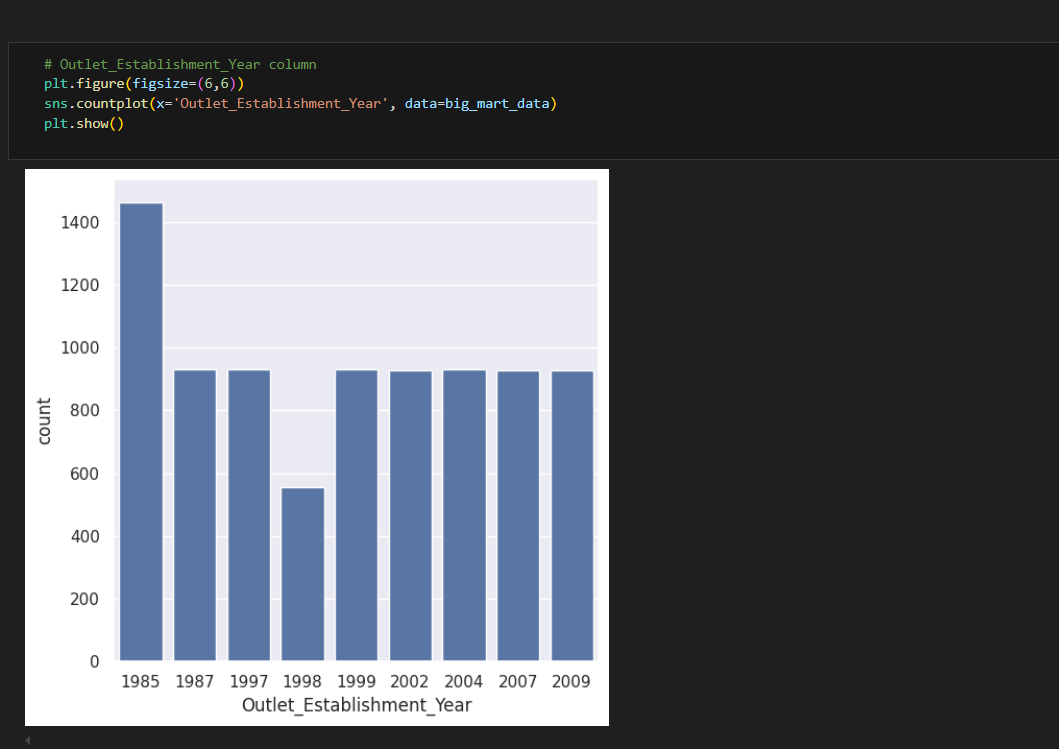 # Outlet_Establishment_Year column
plt.figure(figsize=(6,6))
sns.countplot(x='Outlet_Establishment_Year', data=big_mart_data)
plt.show()
1400
1200
1000
800
600
400
200
0
count
1985 1987 1997 1998 1999 2002 2004 2007 2009
Outlet_Establishment_Year